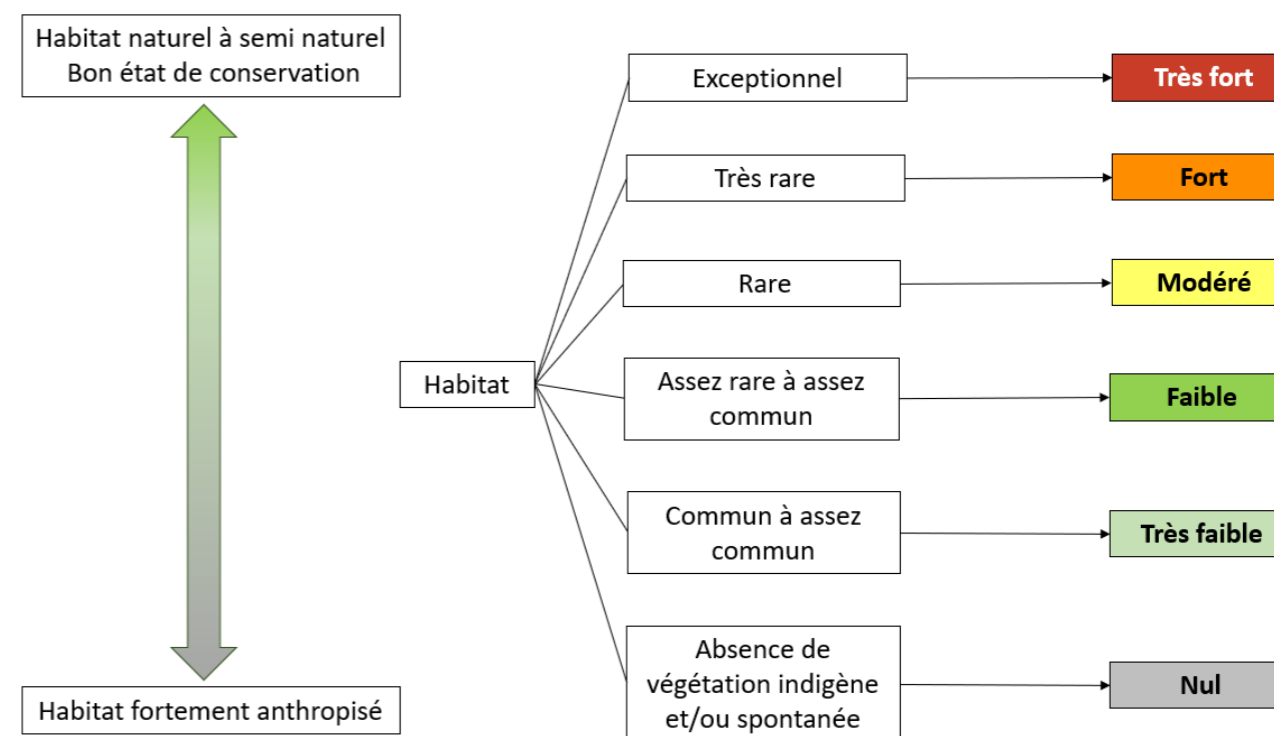 Habitat naturel à semi naturel
Bon état de conservation
Habitat fortement anthropisé
Habitat
Exceptionnel
Très fort
Très rare
Fort
Rare
Modéré
Assez rare à assez
commun
Faible
Commun à assez
commun
Très faible
Absence de
végétation indigène
et/ou spontanée
Nul